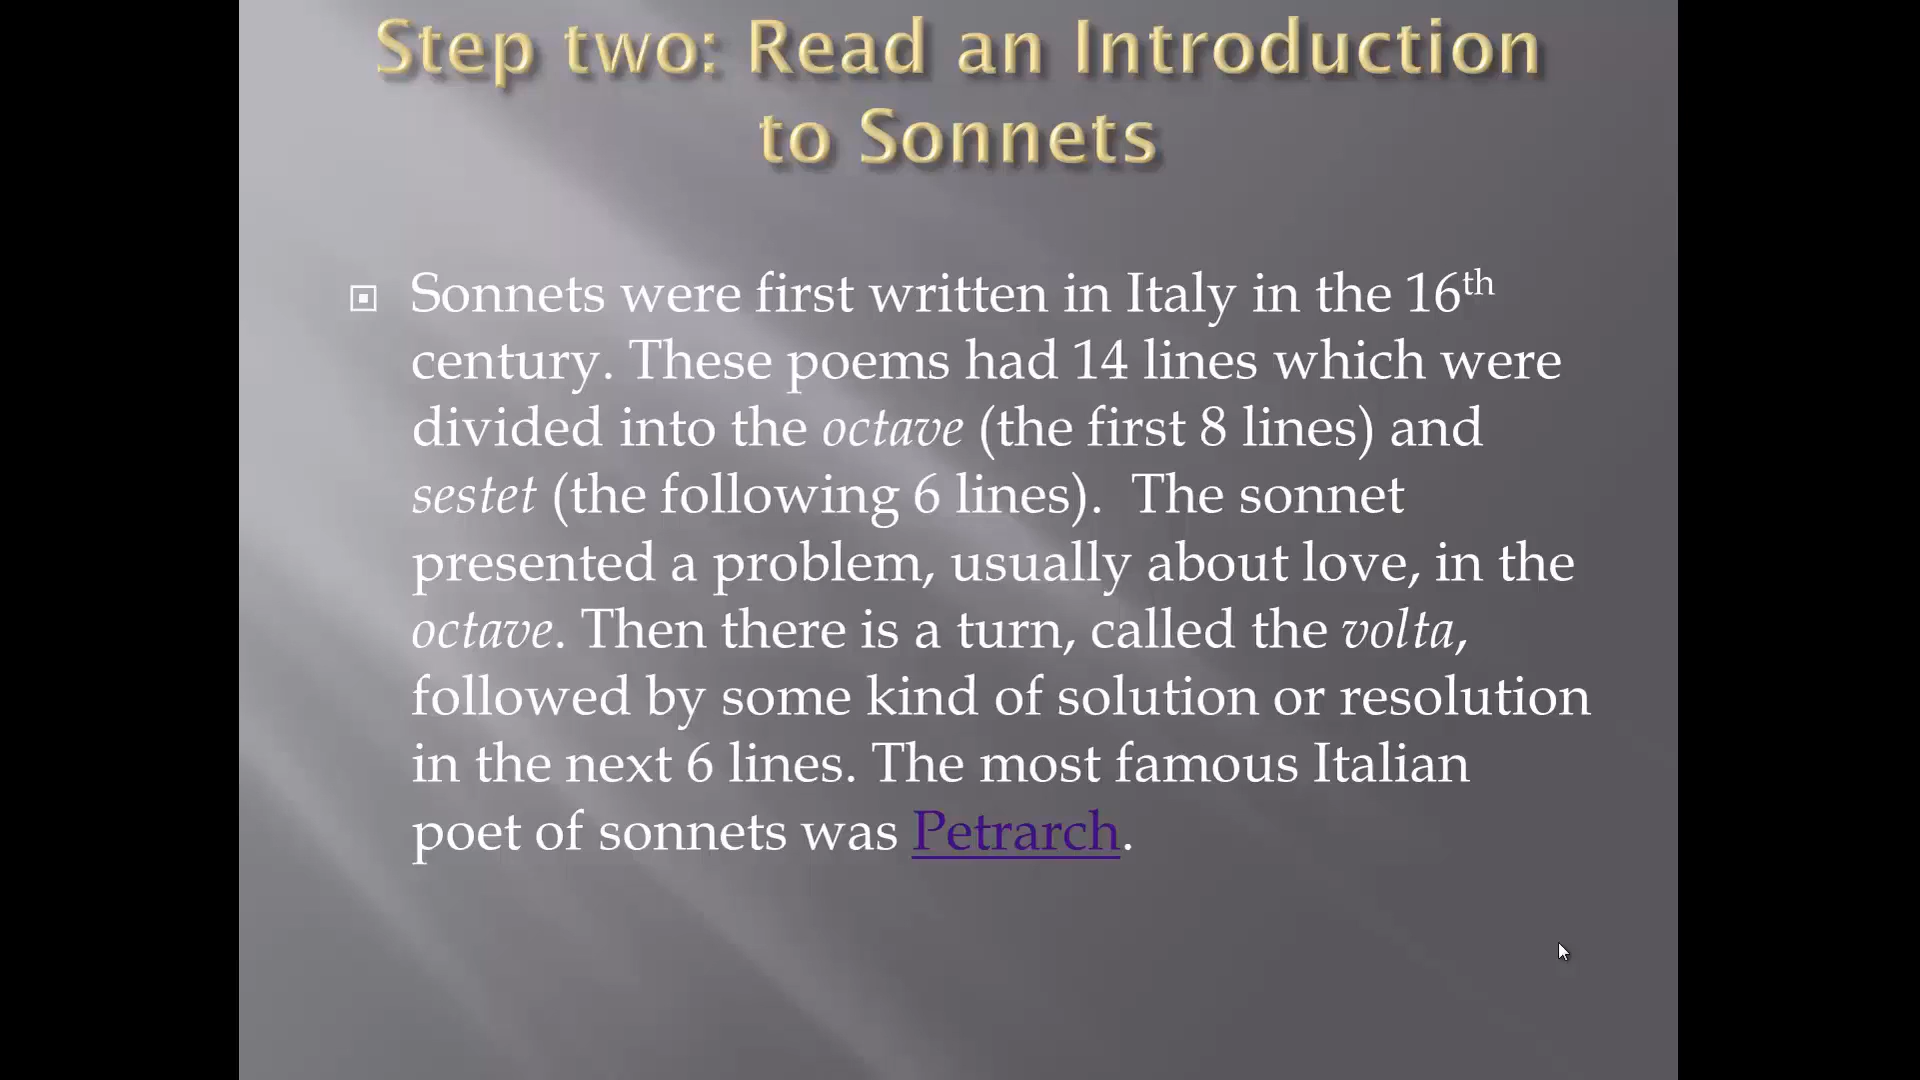 Step two: Read an Introduction
to Sonnets
Sonnets were first written in Italy in the 16th
century. These poems had 14 lines which were
divided into the octave (the first 8 lines) and
sestet (the following 6 lines).  The sonnet
presented a problem, usually about love, in the
octave. Then there is a turn, called the volta,
followed by some kind of solution or resolution
in the next 6 lines. The most famous Italian
poet of sonnets was Petrarch.